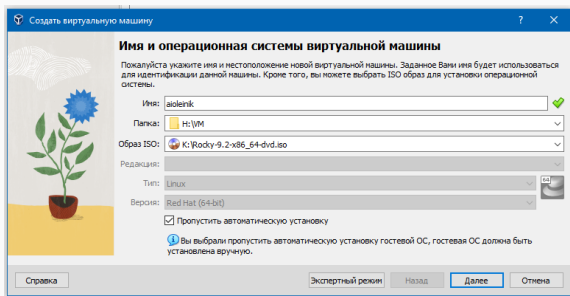 Создать виртуальную машину
Имя и операционная системы виртуальной машины
Пожалуйста укажите имя и местоположение новой виртуальной машины. Заданное Вами имя будет использоваться
для идентификации данной машины. Кроме того, вы можете выбрать ISO образ для установки операционной
системы.
Имя: aioleinik
Папка: H:\VM
Образ ISO: K:\Rocky-9.2-x86_64-dvd.iso
Редакция:
Тип: Linux
64
Версия: Red Hat (64-bit)
Пропустить автоматическую установку
Вы выбрали пропустить автоматическую установку гостевой ОС, гостевая ОС должна быть
установлена вручную.
Справка Экспертный режим Назад Далее Отмена